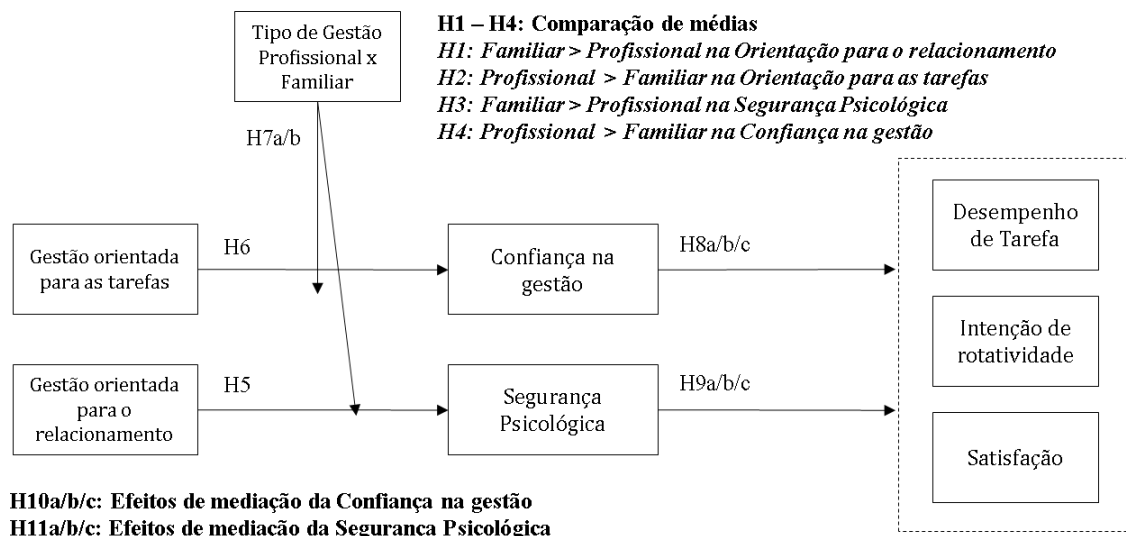 Tipo de Gestão
Profissional x
Familiar
H1 – H4: Comparação de médias
H1: Familiar > Profissional na Orientação para o relacionamento
H2: Profissional > Familiar na Orientação para as tarefas
H3: Familiar > Profissional na Segurança Psicológica
H4: Profissional > Familiar na Confiança na gestão
H7a/b
Gestão orientada
para as tarefas
H6
Confiança na
gestão
H8a/b/c
Desempenho
de Tarefa
Intenção de
rotatividade
Satisfação
Gestão orientada
para o
relacionamento
H5
Segurança
Psicológica
H9a/b/c
H10a/b/c: Efeitos de mediação da Confiança na gestão
H11a/b/c: Efeitos de mediação da Segurança Psicológica